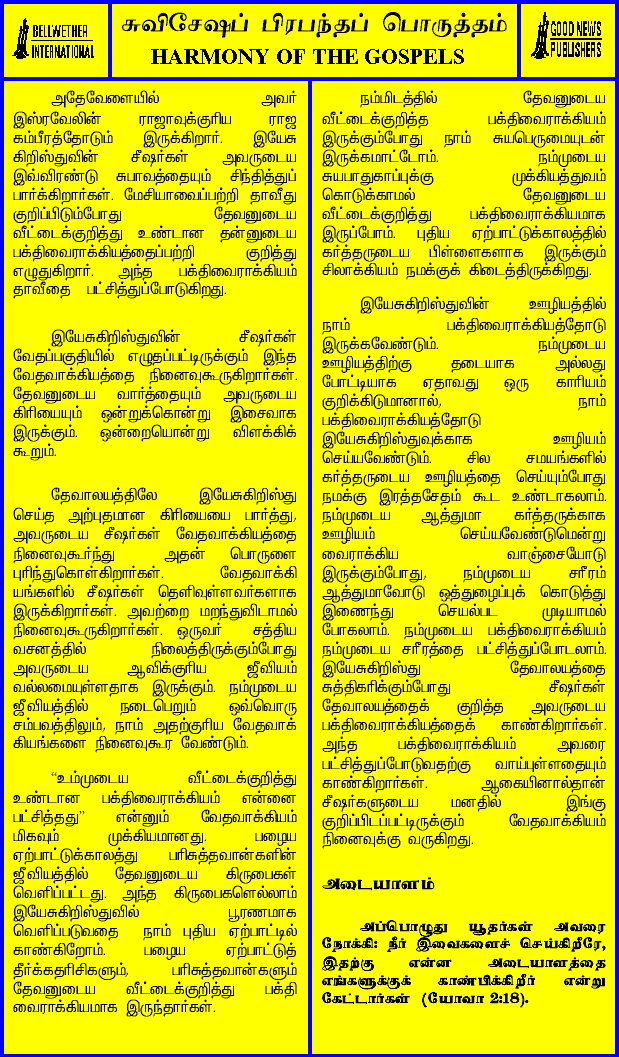 BELLWETHER
INTERNATIONAL
சுவிசேஷப் பிரபந்தப் பொருத்தம்
HARMONY OF THE GOSPELS
GOOD NEWS
PUBLISHERS
அதேவேளையில் அவர்
இஸ்ரவேலின் ராஜாவுக்குரிய ராஜ
கம்பீரத்தோடும் இருக்கிறார். இயேசு
கிறிஸ்துவின் சீஷர்கள் அவருடைய
இவ்விரண்டு சுபாவத்தையும் சிந்தித்துப்
பார்க்கிறார்கள். மேசியாவைப்பற்றி தாவீது
குறிப்பிடும்போது தேவனுடைய
வீட்டைக்குறித்து உண்டான தன்னுடைய
பக்திவைராக்கியத்தைப்பற்றி குறித்து
எழுதுகிறார். அந்த பக்திவைராக்கியம்
தாவீதை பட்சித்துப்போடுகிறது.
இயேசுகிறிஸ்துவின் சீஷர்கள்
வேதப்பகுதியில் எழுதப்பட்டிருக்கும் இந்த
வேதவாக்கியத்தை நினைவுகூருகிறார்கள்.
தேவனுடைய வார்த்தையும் அவருடைய
கிரியையும் ஒன்றுக்கொன்று இசைவாக
இருக்கும். ஒன்றையொன்று விளக்கிக்
கூறும்.
தேவாலயத்திலே இயேசுகிறிஸ்து
செய்த அற்புதமான கிரியையை பார்த்து,
அவருடைய சீஷர்கள் வேதவாக்கியத்தை
நினைவுகூர்ந்து அதன் பொருளை
புரிந்துகொள்கிறார்கள். வேதவாக்கி
யங்களில் சீஷர்கள் தெளிவுள்ளவர்களாக
இருக்கிறார்கள். அவற்றை மறந்துவிடாமல்
நினைவுகூருகிறார்கள். ஒருவர் சத்திய
வசனத்தில் நிலைத்திருக்கும்போது
அவருடைய ஆவிக்குரிய ஜீவியம்
வல்லமையுள்ளதாக இருக்கும். நம்முடைய
ஜீவியத்தில் நடைபெறும் ஒவ்வொரு
சம்பவத்திலும், நாம் அதற்குரிய வேதவாக்
கியங்களை நினைவுகூர வேண்டும்.
“உம்முடைய வீட்டைக்குறித்து
உண்டான பக்திவைராக்கியம் என்னை
பட்சித்தது” என்னும் வேதவாக்கியம்
மிகவும் முக்கியமானது. பழைய
ஏற்பாட்டுக்காலத்து பரிசுத்தவான்களின்
ஜீவியத்தில் தேவனுடைய கிருபைகள்
வெளிப்பட்டது. அந்த கிருபைகளெல்லாம்
இயேசுகிறிஸ்துவில் பூரணமாக
வெளிப்படுவதை நாம் புதிய ஏற்பாட்டில்
காண்கிறோம். பழைய ஏற்பாட்டுத்
தீர்க்கதரிசிகளும், பரிசுத்தவான்களும்
தேவனுடைய வீட்டைக்குறித்து பக்தி
வைராக்கியமாக இருந்தார்கள்.
நம்மிடத்தில் தேவனுடைய
வீட்டைக்குறித்த பக்திவைராக்கியம்
இருக்கும்போது நாம் சுயபெருமையுடன்
இருக்கமாட்டோம். நம்முடைய
சுயபாதுகாப்புக்கு முக்கியத்துவம்
கொடுக்காமல் தேவனுடைய
வீட்டைக்குறித்து பக்திவைராக்கியமாக
இருப்போம். புதிய ஏற்பாட்டுக்காலத்தில்
கர்த்தருடைய பிள்ளைகளாக இருக்கும்
சிலாக்கியம் நமக்குக் கிடைத்திருக்கிறது.
இயேசுகிறிஸ்துவின் ஊழியத்தில்
நாம் பக்திவைராக்கியத்தோடு
இருக்கவேண்டும். நம்முடைய
ஊழியத்திற்கு தடையாக அல்லது
போட்டியாக ஏதாவது ஒரு காரியம்
குறிக்கிடுமானால், நாம்
பக்திவைராக்கியத்தோடு
இயேசுகிறிஸ்துவுக்காக ஊழியம்
செய்யவேண்டும். சில சமயங்களில்
கர்த்தருடைய ஊழியத்தை செய்யும்போது
நமக்கு இரத்தசேதம் கூட உண்டாகலாம்.
நம்முடைய ஆத்துமா கர்த்தருக்காக
ஊழியம் செய்யவேண்டுமென்று
வைராக்கிய வாஞ்சையோடு
இருக்கும்போது, நம்முடைய சரீரம்
ஆத்துமாவோடு ஒத்துழைப்புக் கொடுத்து
இணைந்து செயல்பட முடியாமல்
போகலாம். நம்முடைய பக்திவைராக்கியம்
நம்முடைய சரீரத்தை பட்சித்துப்போடலாம்.
இயேசுகிறிஸ்து தேவாலயத்தை
சுத்திகரிக்கும்போது சீஷர்கள்
தேவாலயத்தைக் குறித்த அவருடைய
பக்திவைராக்கியத்தைக் காண்கிறார்கள்.
அந்த பக்திவைராக்கியம் அவரை
பட்சித்துப்போடுவதற்கு வாய்புள்ளதையும்
காண்கிறார்கள். ஆகையினால்தான்
சீஷர்களுடைய மனதில் இங்கு
குறிப்பிடப்பட்டிருக்கும் வேதவாக்கியம்
நினைவுக்கு வருகிறது.
அடையாளம்
அப்பொழுது யூதர்கள் அவரை
நோக்கி: நீர் இவைகளைச் செய்கிறீரே,
இதற்கு என்ன அடையாளத்தை
எங்களுக்குக் காண்பிக்கிறீர் என்று
கேட்டார்கள் (யோவா 2:18).